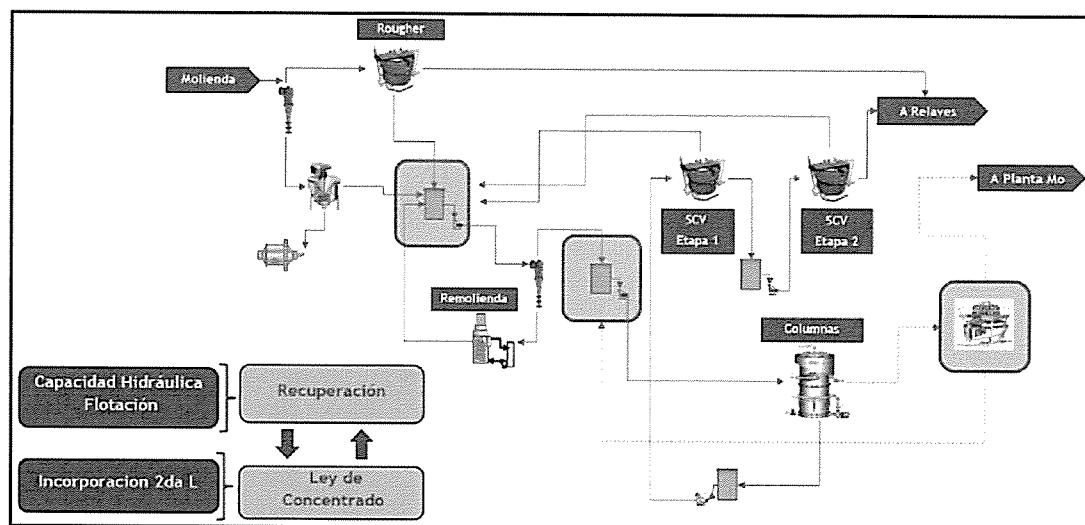 Rougher
Molienda
A Relaves
A Planta Mo
SCV
Etapa 1
SCV
Etapa 2
Remolienda
Columnas
Capacidad Hidráulica
Flotación
Recuperación
Incorporacion 2da L
Ley de
Concentrado